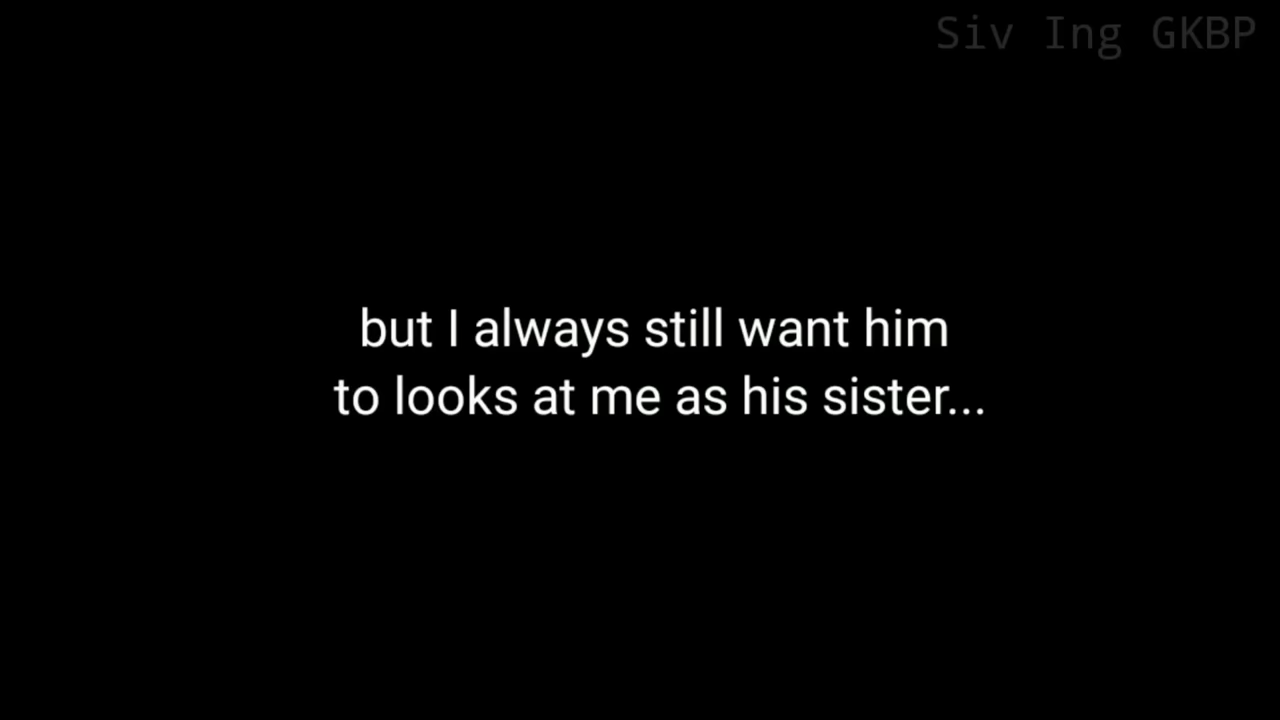 Siv Ing GKBP
but I always still want him
to looks at me as his sister...